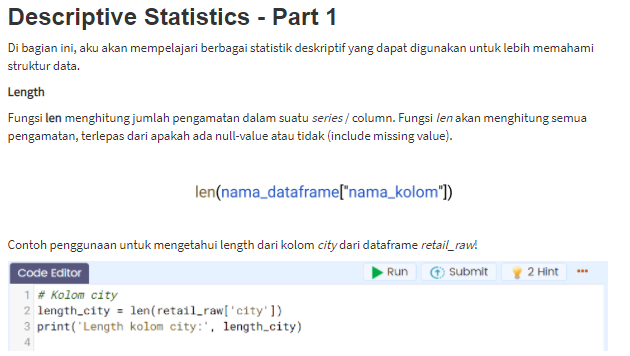 Descriptive Statistics - Part 1
Di bagian ini, aku akan mempelajari berbagai statistik deskriptif yang dapat digunakan untuk lebih memahami
struktur data.
Length
Fungsi len menghitung jumlah pengamatan dalam suatu series / column. Fungsi len akan menghitung semua
pengamatan, terlepas dari apakah ada null-value atau tidak (include missing value).
len(nama_dataframe["nama_kolom"])
Contoh penggunaan untuk mengetahui length dari kolom city dari dataframe retail_raw!
Code Editor Run Submit 2 Hint
1 # Kolom city
2 length_city = len(retail_raw['city'])
3 print('Length kolom city:', length_city)
4